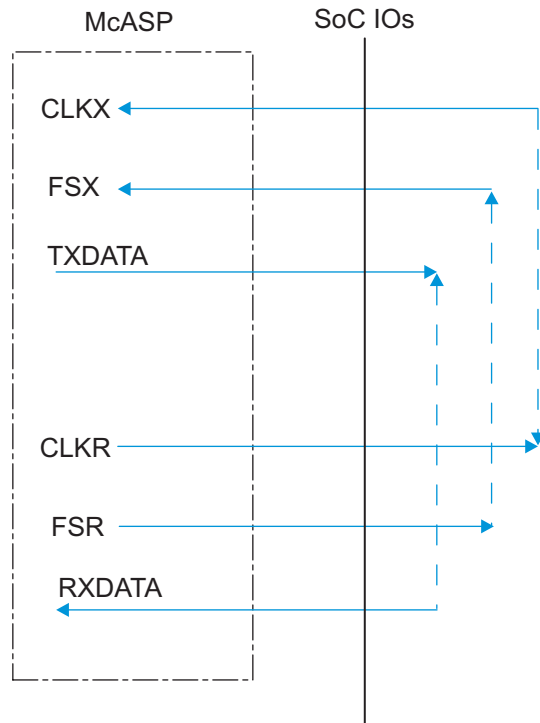 McASP
SoC IOs
CLKX
FSX
TXDATA
CLKR
FSR
RXDATA